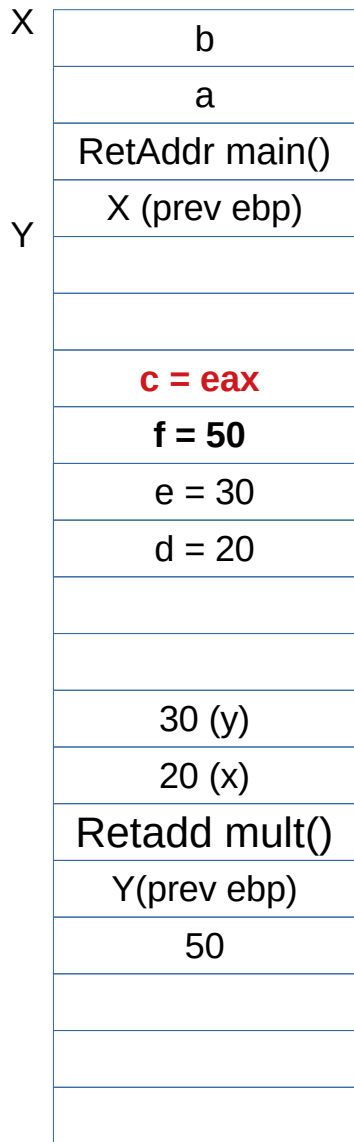 X
b
a
RetAddr main()
X (prev ebp)
Y
c = eax
f = 50
e = 30
d = 20
30 (y)
20 (x)
Retadd mult()
Y(prev ebp)
50